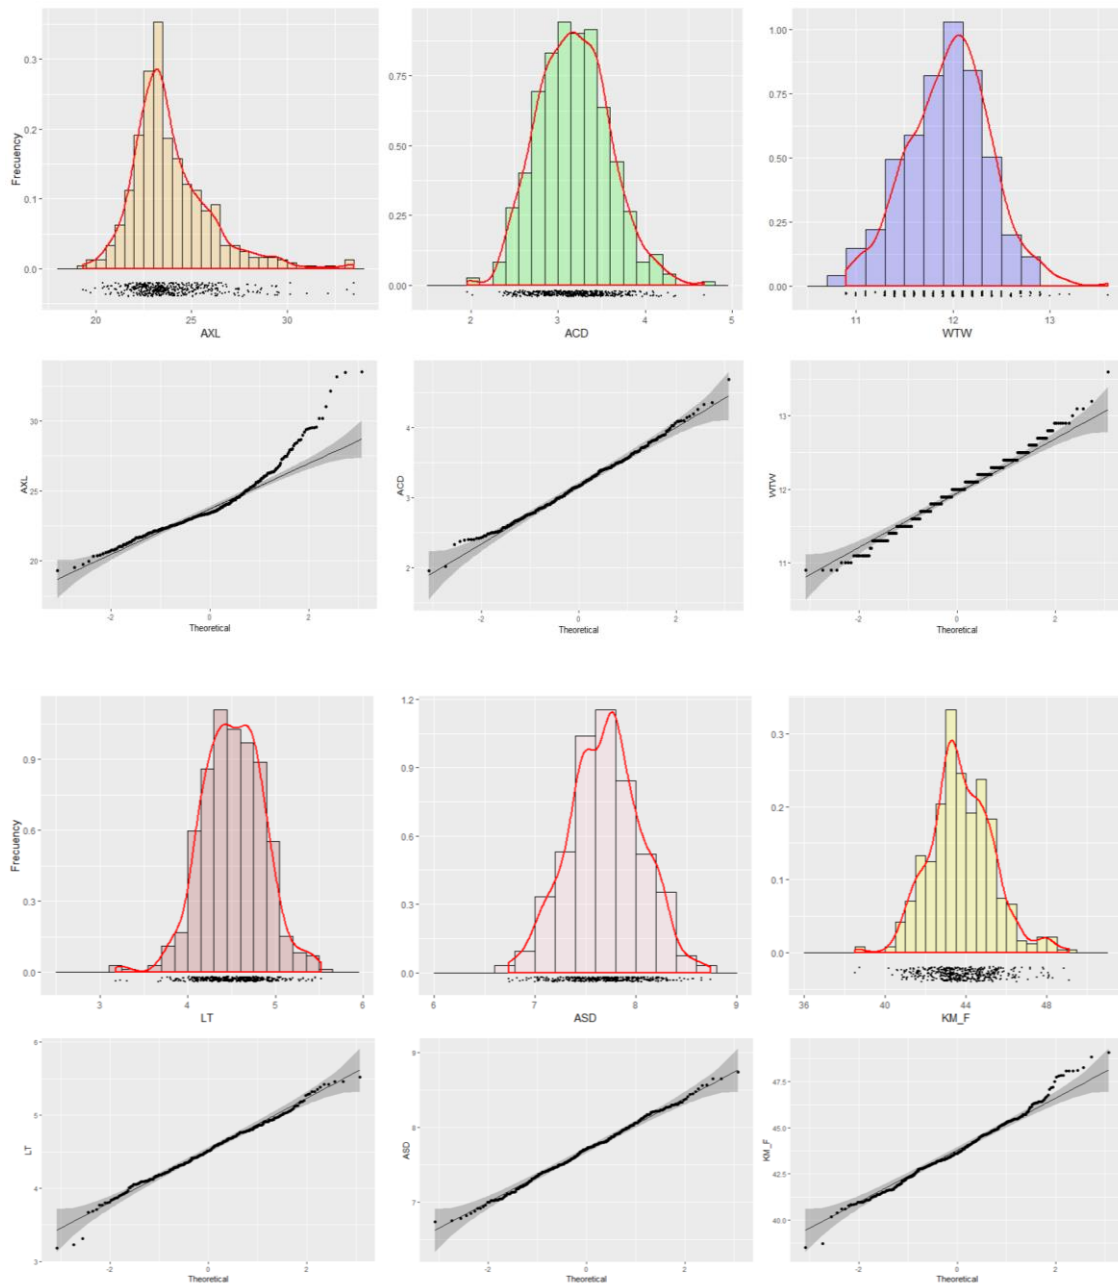 Frecuency
0.3
0.2
0.1
0.0
20 25 30
AXL
0.75
0.50
0.25
0.00
2 3 4 5
ACD
1.00
0.75
0.50
0.25
0.00
11 12 13
WTW
AXL
30
25
20
-2 0 2
Theoretical
ACD
4
3
2
-2 0 2
Theoretical
WTW
13
12
11
-2 0 2
Theoretical
Frecuency
0.9
0.6
0.3
0.0
3 4 5 6
LT
1.2
0.9
0.6
0.3
0.0
6 7 8 9
ASD
0.3
0.2
0.1
0.0
36 40 44 48
KM_F
LT
6
5
4
3
-2 0 2
Theoretical
ASD
9
8
7
-2 0 2
Theoretical
KM_F
47.5
45.0
42.5
40.0
-2 0 2
Theoretical